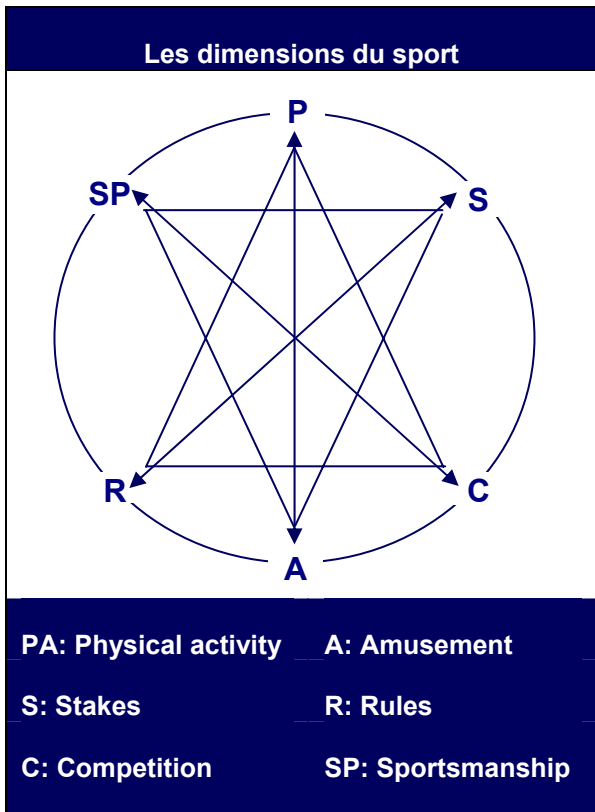 Les dimensions du sport
P
SP
S
R
C
A
PA: Physical activity A: Amusement
S: Stakes R: Rules
C: Competition SP: Sportsmanship